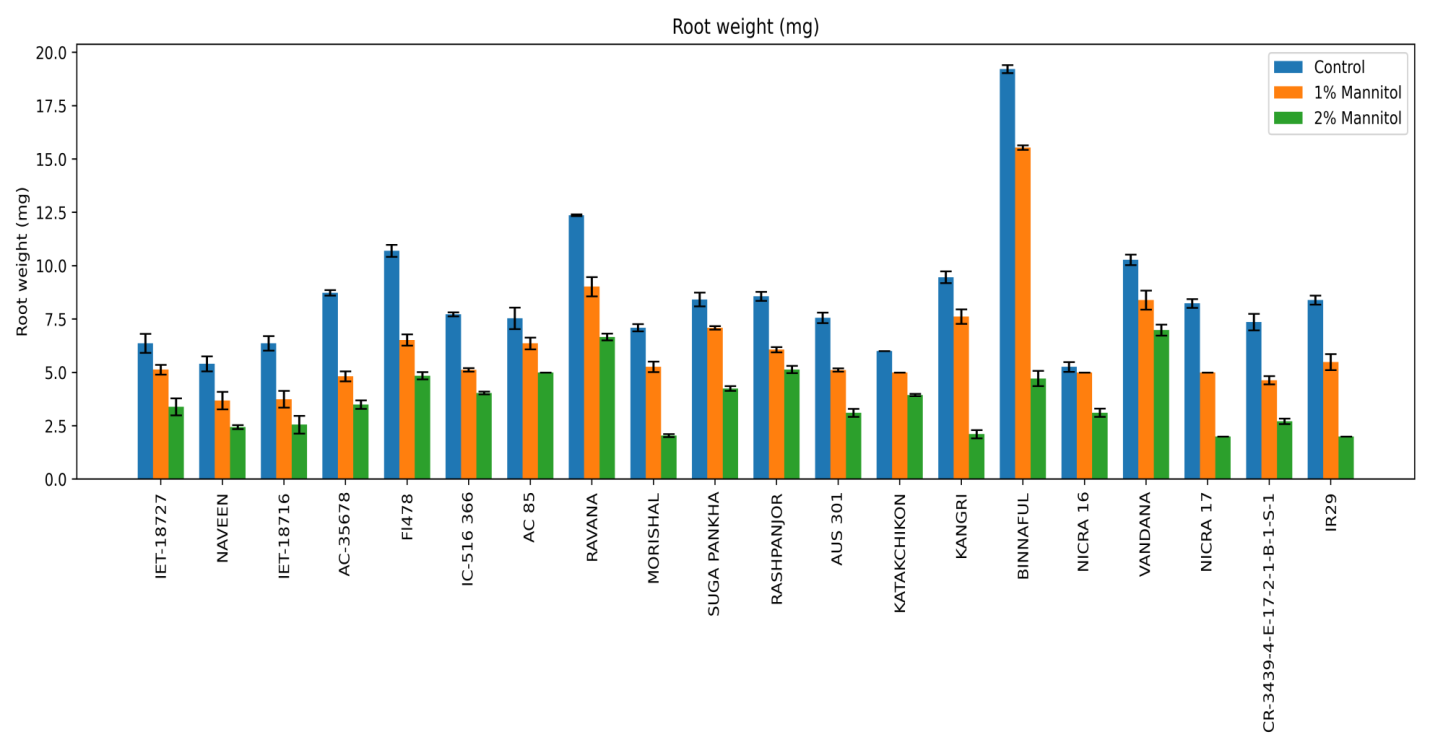 Root weight (mg)
Root weight (mg)
20.0
17.5
15.0
12.5
10.0
7.5
5.0
2.5
0.0
Control
1% Mannitol
2% Mannitol
IET-18727
NAVEEN
IET-18716
AC-35678
FI478
IC-516 366
AC 85
RAVANA
MORISHAL
SUGA PANKHA
RASHPANJOR
AUS 301
KATAKCHIKON
KANGRI
BINNAFUL
NICRA 16
VANDANA
NICRA 17
CR-3439-4-E-17-2-1-B-1-S-1
IR29